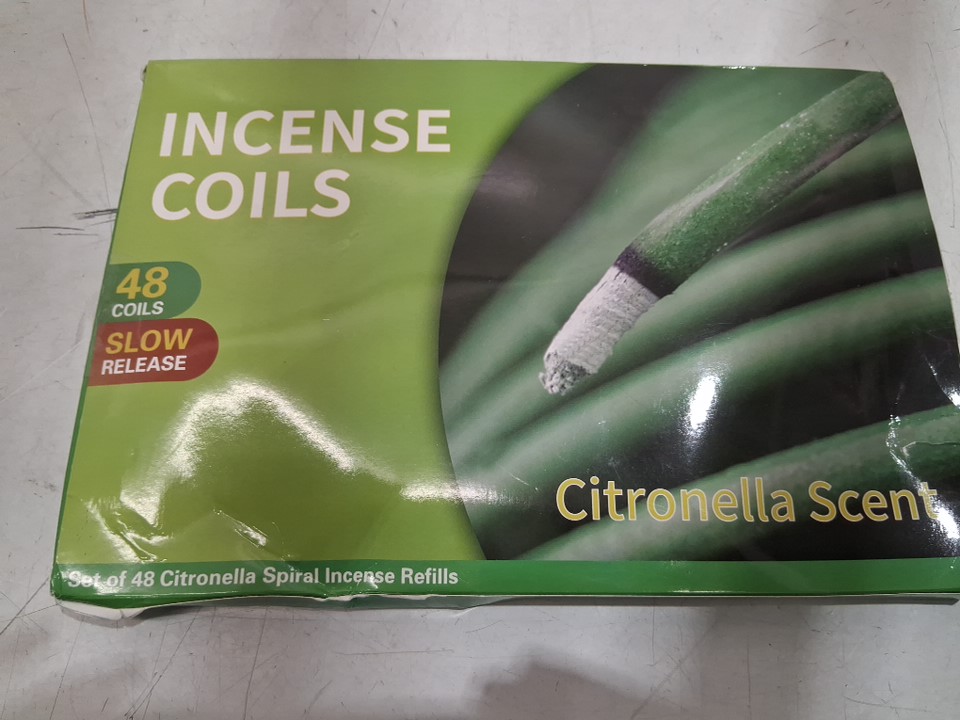 INCENSE
COILS
48
COILS
SLOW
RELEASE
Citronella Scent
Set of 48 Citronella Spiral Incense Refills